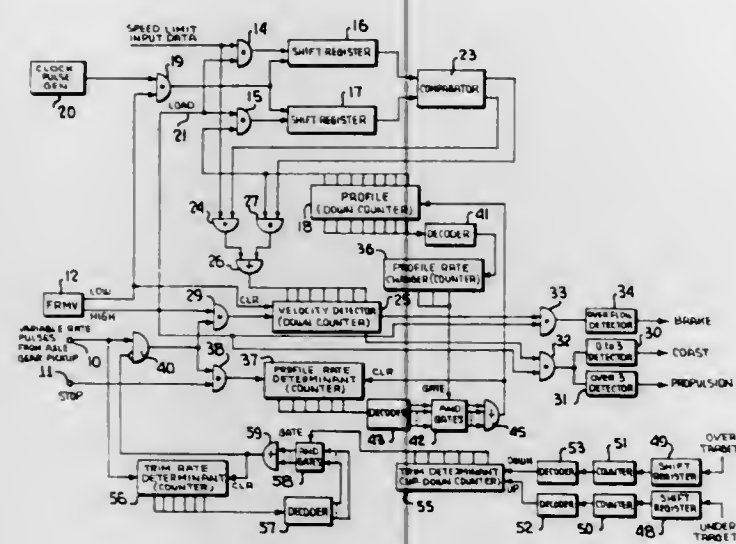 SPEED LIMIT
INPUT DATA
14
16
SHIFT REGISTER
23
CLOCK
PULSE
GEN
20
19
COMPARATOR
LOAD
21
15
17
SHIFT REGISTER
24
27
PROFILE
(DOWN COUNTER)
18
41
DECODER
36
PROFILE RATE
CHANGER (COUNTER)
26
12
FRMV
LOW
HIGH
29
CLR
VELOCITY DETECTOR
(DOWN COUNTER)
25
33
34
OVERFLOW
DETECTOR
BRAKE
VARIABLE RATE
PULSES
FROM AXLE
GEAR PICKUP
10
40
38
37
PROFILE RATE
DETERMINANT
(COUNTER)
CLR
32
30
0 to 3
DETECTOR
COAST
OVER 3
DETECTOR
31
PROPULSION
11
STOP
GATE
DECODER
43
AND
GATES
42
45
59
GATE
AND
GATES
58
TRIM RATE
DETERMINANT
(COUNTER)
56
CLR
DECODER
57
TRIM DETERMINANT
(UP-DOWN COUNTER)
55
DOWN
UP
53
DECODER
51
COUNTER
49
SHIFT
REGISTER
OVER
TARGET
DECODER
52
COUNTER
50
SHIFT
REGISTER
48
UNDER
TARGET